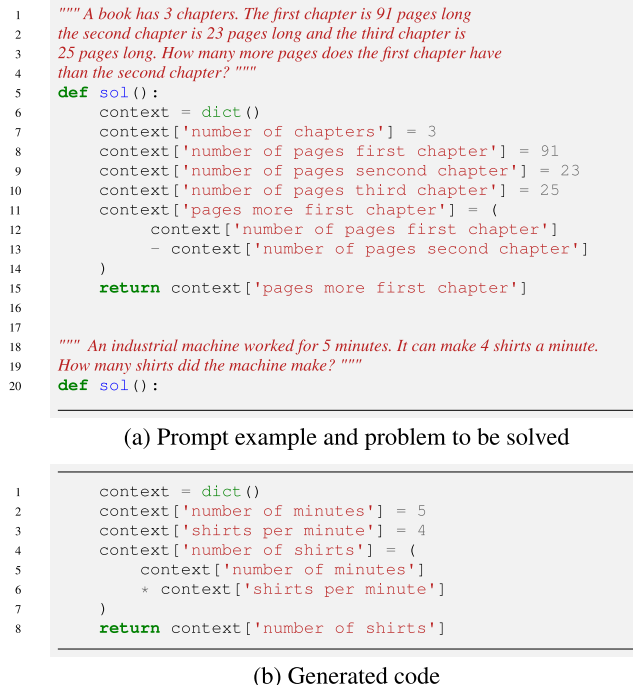 1 """ A book has 3 chapters. The first chapter is 91 pages long
2 the second chapter is 23 pages long and the third chapter is
3 25 pages long. How many more pages does the first chapter have
4 than the second chapter? """
5 def sol():
6     context = dict()
7     context['number of chapters'] = 3
8     context['number of pages first chapter'] = 91
9     context['number of pages sencond chapter'] = 23
10     context['number of pages third chapter'] = 25
11     context['pages more first chapter'] = (
12          context['number of pages first chapter']
13          - context['number of pages second chapter']
14     )
15     return context['pages more first chapter']
16
17
18 """ An industrial machine worked for 5 minutes. It can make 4 shirts a minute.
19 How many shirts did the machine make? """
20 def sol():
(a) Prompt example and problem to be solved
1     context = dict()
2     context['number of minutes'] = 5
3     context['shirts per minute'] = 4
4     context['number of shirts'] = (
5         context['number of minutes']
6         * context['shirts per minute']
7     )
8     return context['number of shirts']
(b) Generated code